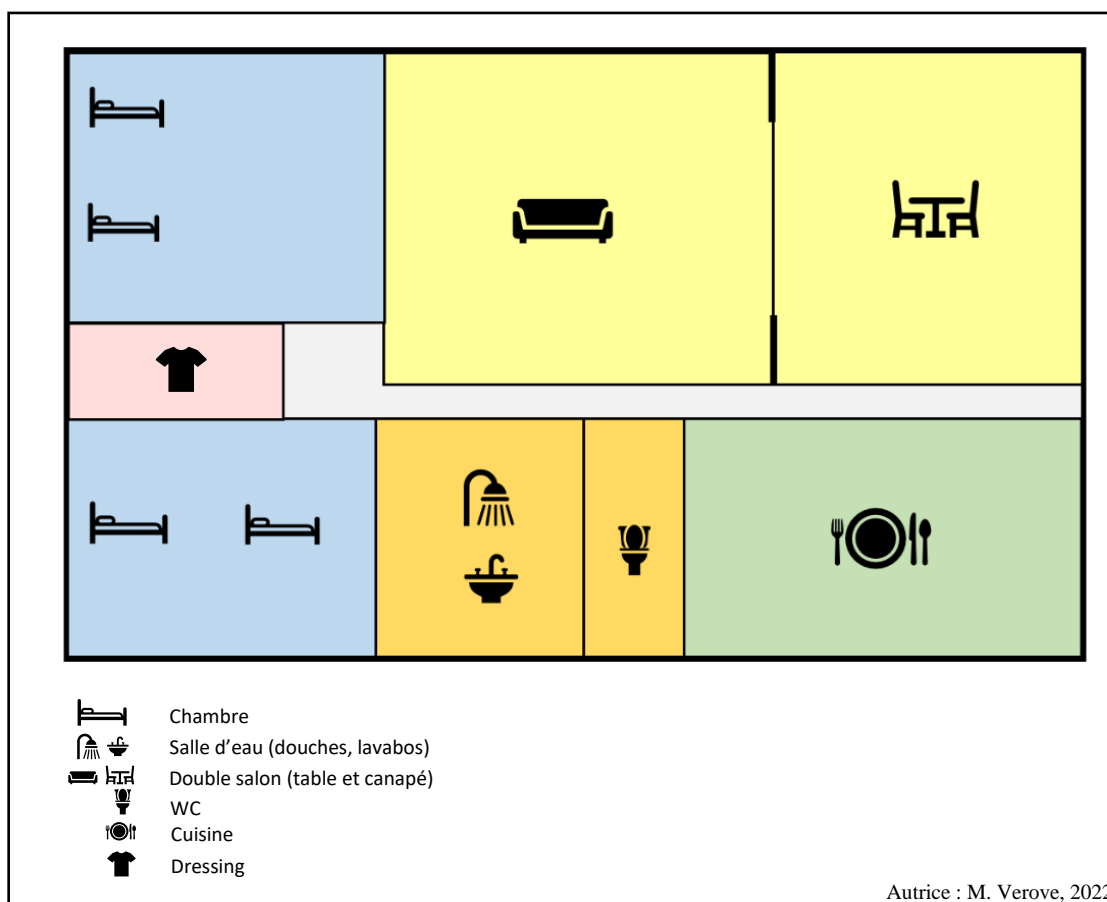 Chambre
Salle d’eau (douches, lavabos)
Double salon (table et canapé)
WC
Cuisine
Dressing
Autrice : M. Verove, 2022